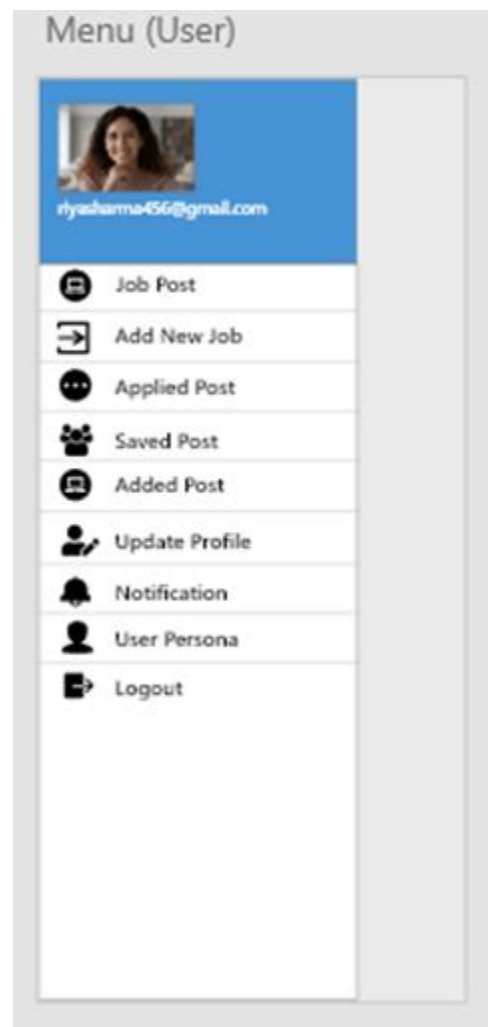 Menu (User)
riyasharma456@gmail.com
Job Post
Add New Job
Applied Post
Saved Post
Added Post
Update Profile
Notification
User Persona
Logout